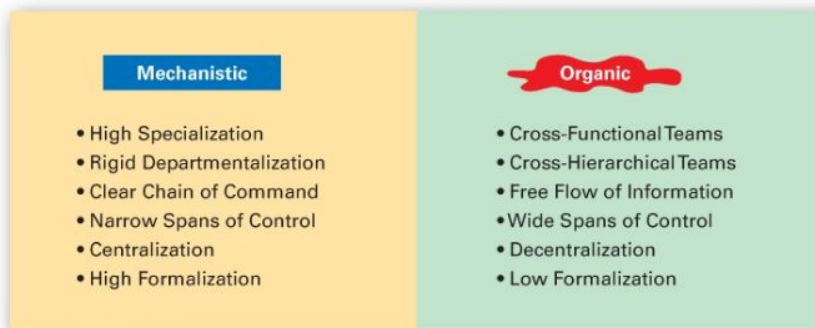 Mechanistic
• High Specialization
• Rigid Departmentalization
• Clear Chain of Command
• Narrow Spans of Control
• Centralization
• High Formalization
Organic
• Cross-Functional Teams
• Cross-Hierarchical Teams
• Free Flow of Information
• Wide Spans of Control
• Decentralization
• Low Formalization